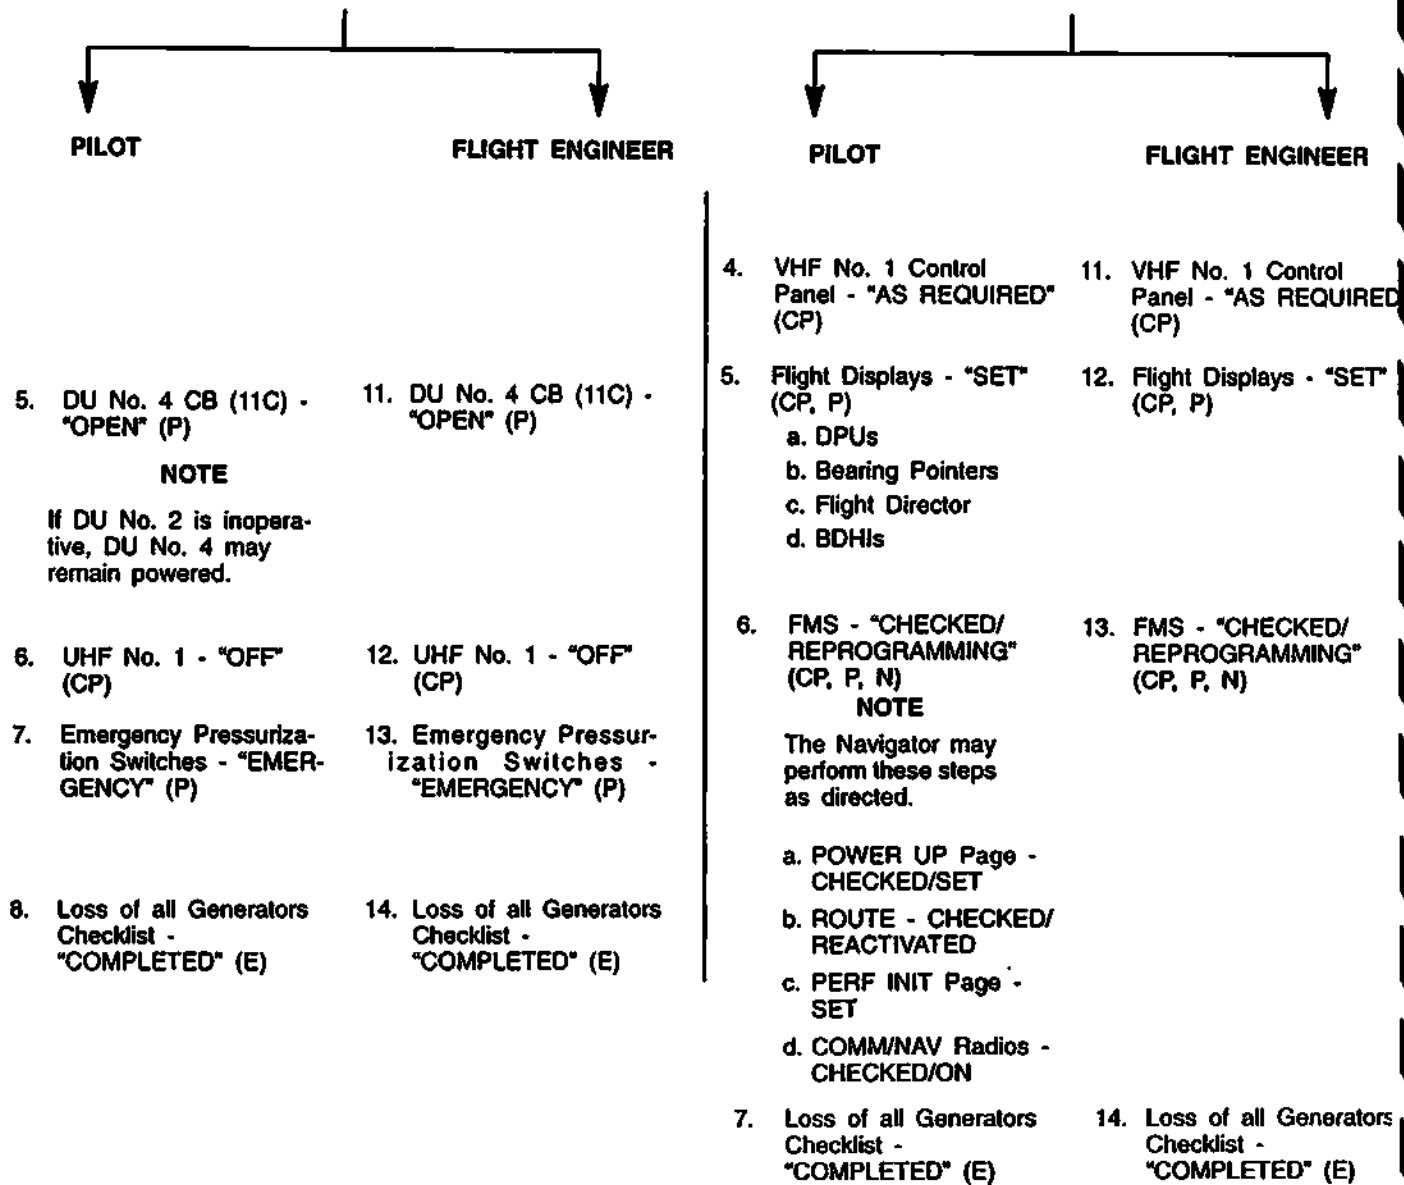 PILOT
FLIGHT ENGINEER
5. DU No. 4 CB (11C) -
"OPEN" (P)
NOTE
If DU No. 2 is inopera-
tive, DU No. 4 may
remain powered.
11. DU No. 4 CB (11C) -
"OPEN" (P)
6. UHF No. 1 - "OFF"
(CP)
12. UHF No. 1 - "OFF"
(CP)
7. Emergency Pressuriza-
tion Switches - "EMER-
GENCY" (P)
13. Emergency Pressur-
ization Switches -
"EMERGENCY" (P)
8. Loss of all Generators
Checklist -
"COMPLETED" (E)
14. Loss of all Generators
Checklist -
"COMPLETED" (E)
PILOT
FLIGHT ENGINEER
4. VHF No. 1 Control
Panel - "AS REQUIRED"
(CP)
11. VHF No. 1 Control
Panel - "AS REQUIRED
(CP)
5. Flight Displays - "SET"
(CP, P)
a. DPUs
b. Bearing Pointers
c. Flight Director
d. BDHIs
12. Flight Displays - "SET"
(CP, P)
6. FMS - "CHECKED/
REPROGRAMMING"
(CP, P, N)
NOTE
The Navigator may
perform these steps
as directed.
a. POWER UP Page -
CHECKED/SET
b. ROUTE - CHECKED/
REACTIVATED
c. PERF INIT Page -
SET
d. COMM/NAV Radios -
CHECKED/ON
13. FMS - "CHECKED/
REPROGRAMMING"
(CP, P, N)
7. Loss of all Generators
Checklist -
"COMPLETED" (E)
14. Loss of all Generators
Checklist -
"COMPLETED" (E)